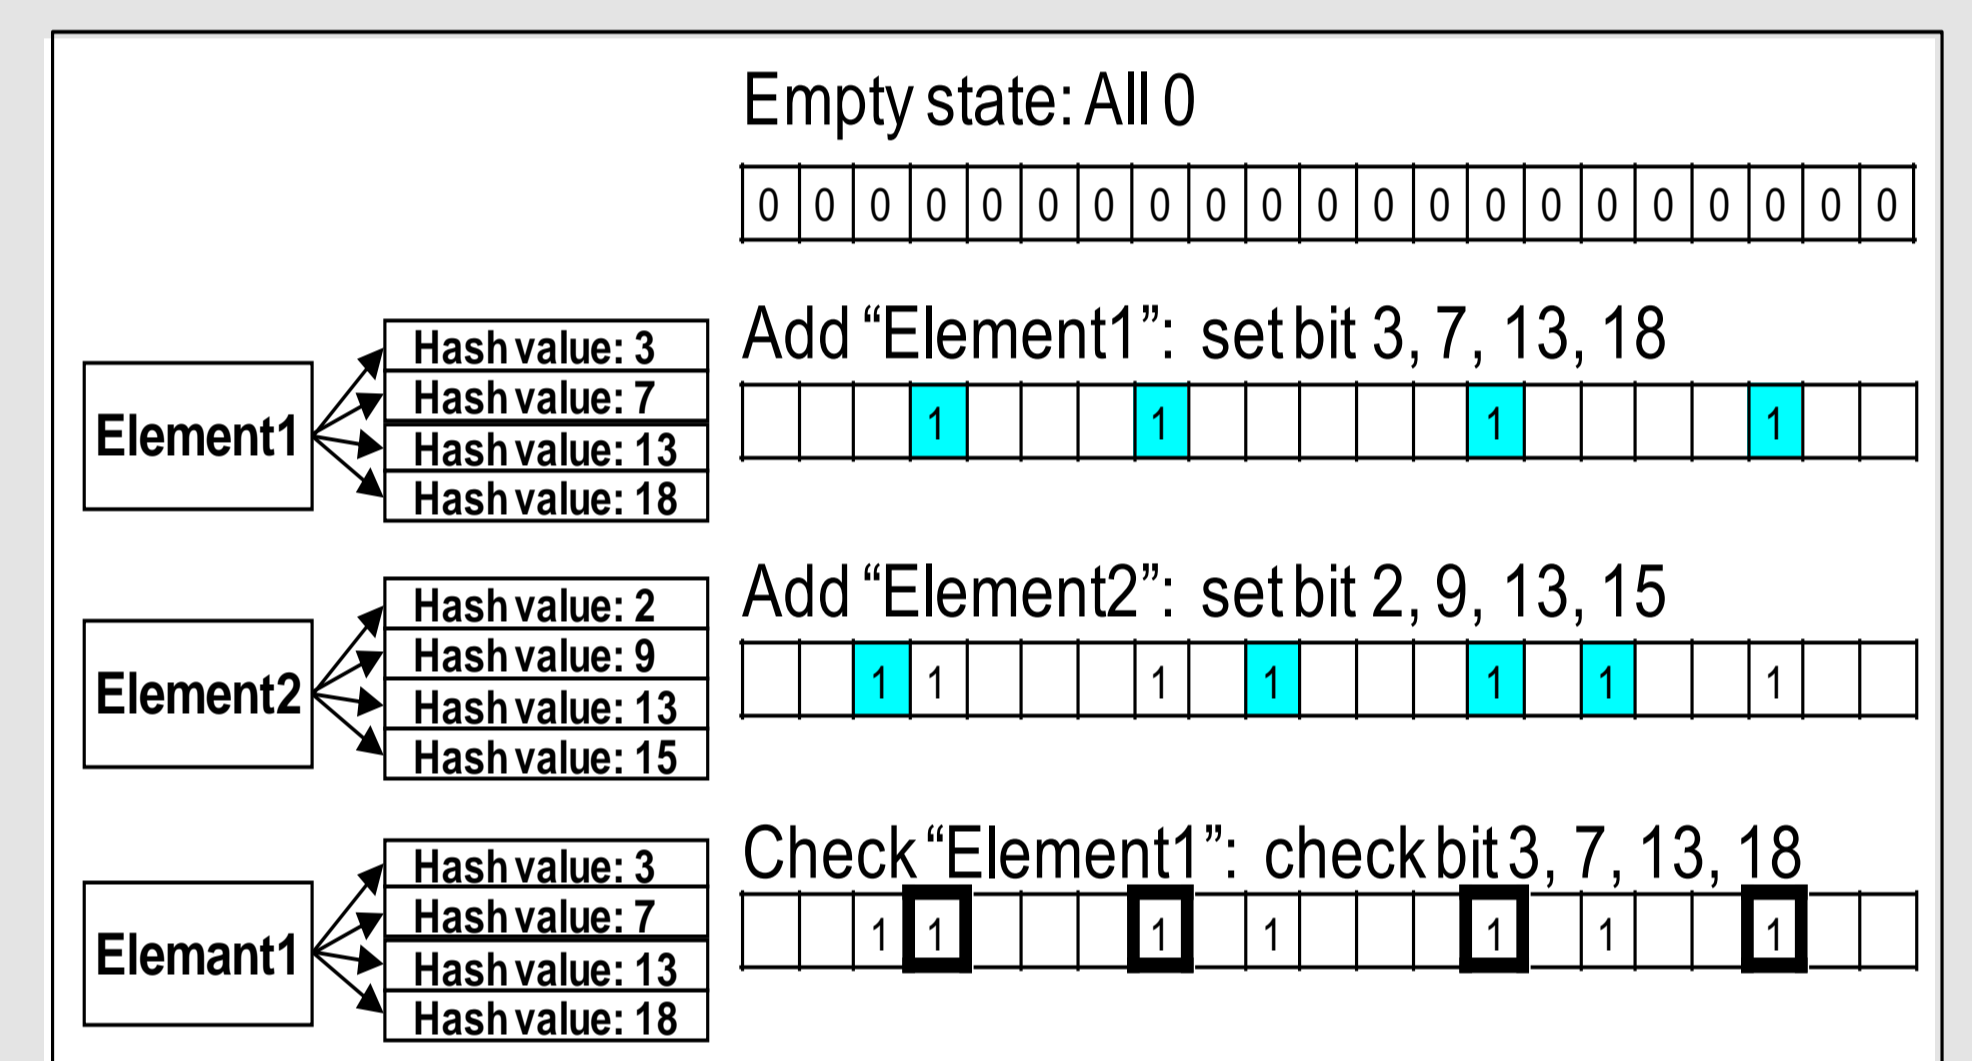 Empty state: All 0
0 0 0 0 0 0 0 0 0 0 0 0 0 0 0 0 0 0 0 0 0
Add “Element1”: set bit 3, 7, 13, 18
Element1
Hash value: 3
Hash value: 7
Hash value: 13
Hash value: 18
1 1 1 1
Add “Element2”: set bit 2, 9, 13, 15
Element2
Hash value: 2
Hash value: 9
Hash value: 13
Hash value: 15
1 1 1 1 1 1 1
Check “Element1”: check bit 3, 7, 13, 18
Elemant1
Hash value: 3
Hash value: 7
Hash value: 13
Hash value: 18
1 1 1 1 1 1 1